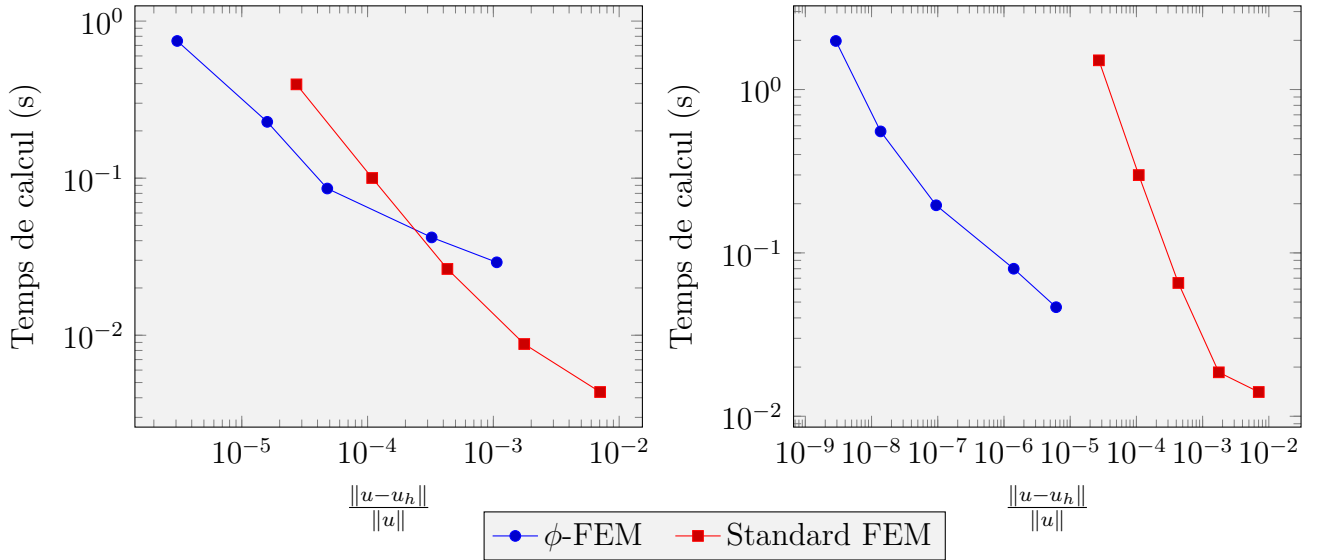 10^0
10^{-1}
10^{-2}
Temps de calcul (s)
10^{-5} 10^{-4} 10^{-3} 10^{-2}
‖u−u_h‖
‖u‖
10^0
10^{-1}
10^{-2}
Temps de calcul (s)
10^{-9} 10^{-8} 10^{-7} 10^{-6} 10^{-5} 10^{-4} 10^{-3} 10^{-2}
‖u−u_h‖
‖u‖
ϕ-FEM Standard FEM